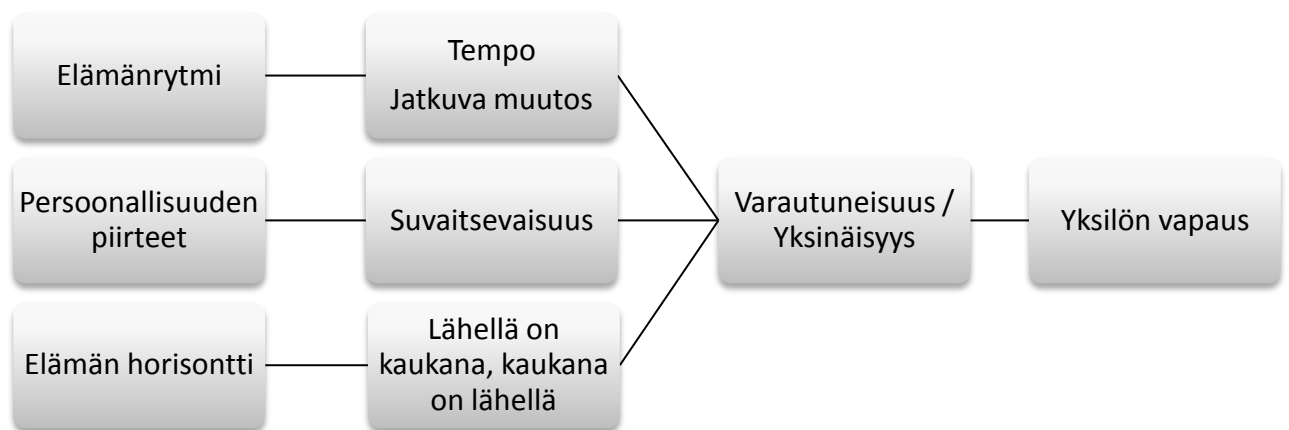 Elämänrytmi
Tempo
Jatkuva muutos
Persoonallisuuden
piirteet
Suvaitsevaisuus
Varautuneisuus /
Yksinäisyys
Yksilön vapaus
Elämän horisontti
Lähellä on
kaukana, kaukana
on lähellä